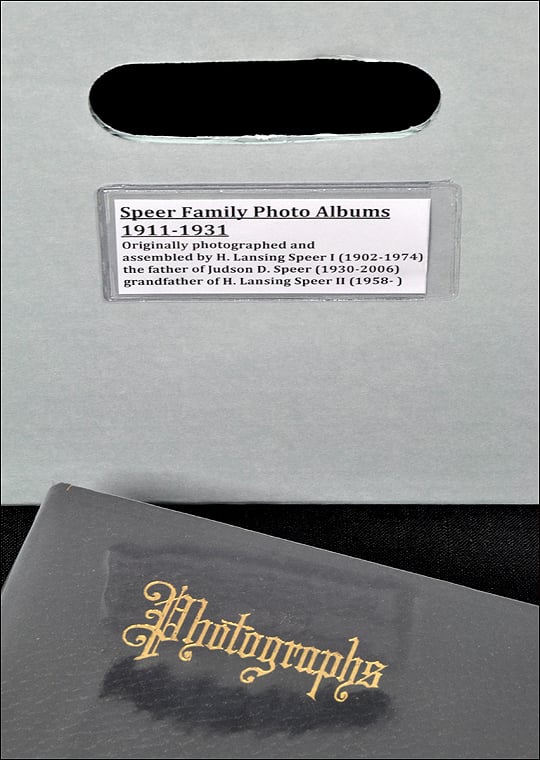 Speer Family Photo Albums
1911-1931
Originally photographed and
assembled by H. Lansing Speer I (1902-1974)
the father of Judson D. Speer (1930-2006)
grandfather of H. Lansing Speer II (1958- )
Photographs